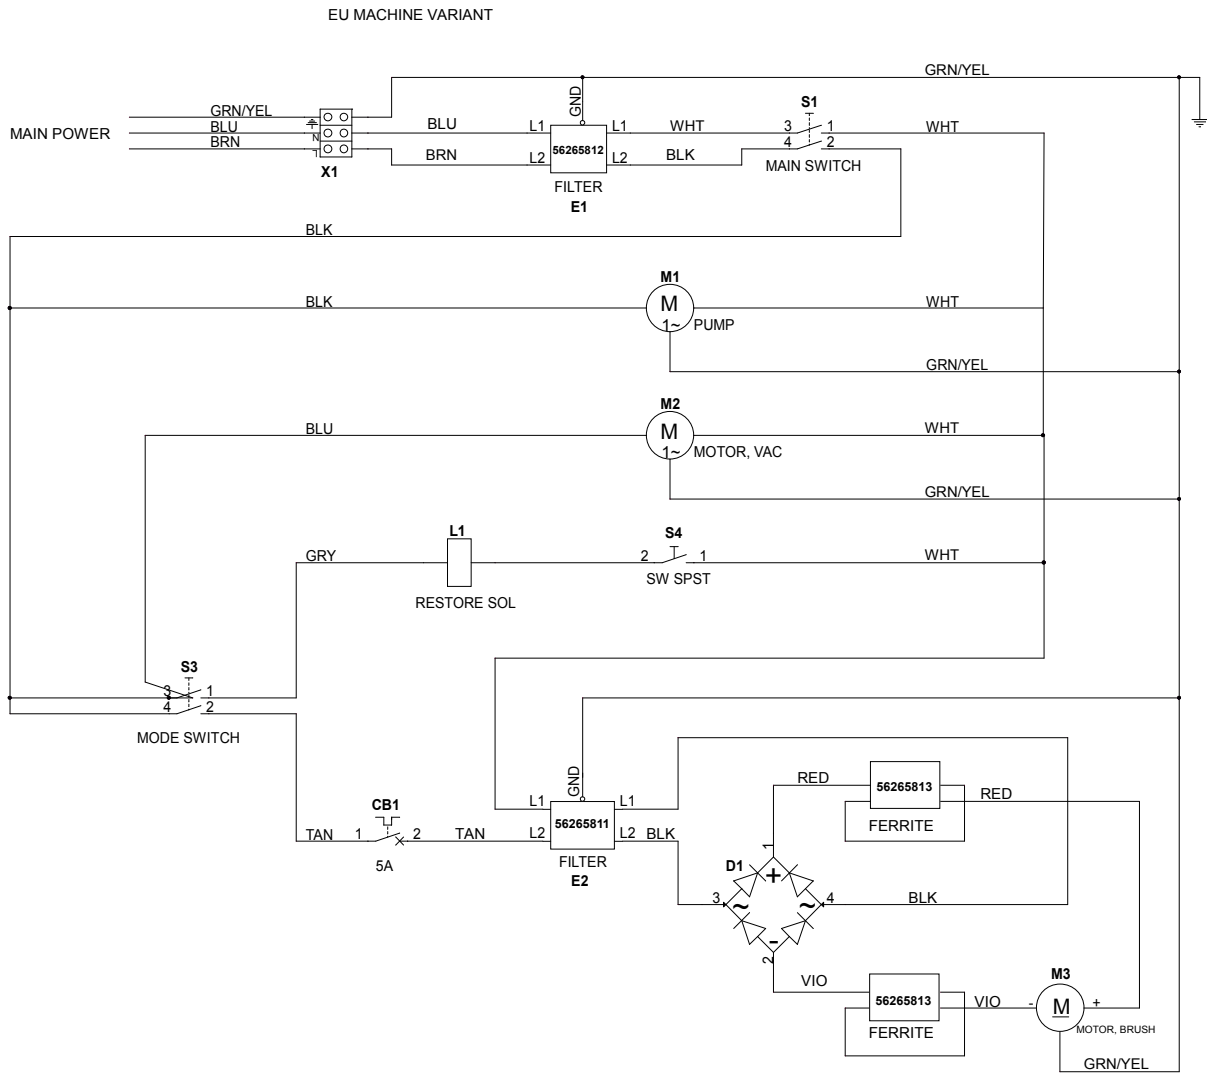 EU MACHINE VARIANT
GRN/YEL
GND
S1
GRN/YEL
MAIN POWER
BLU
BRN
N
L
X1
BLU
BRN
L1
L2
56265812
L1
L2
FILTER
E1
WHT
BLK
3 1
4 2
MAIN SWITCH
WHT
BLK
M1
BLK
M
1~
PUMP
WHT
GRN/YEL
M2
BLU
M
1~
MOTOR, VAC
WHT
GRN/YEL
L1
S4
GRY
2 1
WHT
SW SPST
RESTORE SOL
S3
3 1
4 2
MODE SWITCH
GND
CB1
TAN 1 2 TAN
5A
L1
L2
56265811
L1
L2 BLK
FILTER
E2
RED
56265813
RED
FERRITE
1
D1
+
3 ~ ~ 4
BLK
-
2
VIO
56265813
VIO
FERRITE
M3
- M +
MOTOR, BRUSH
GRN/YEL